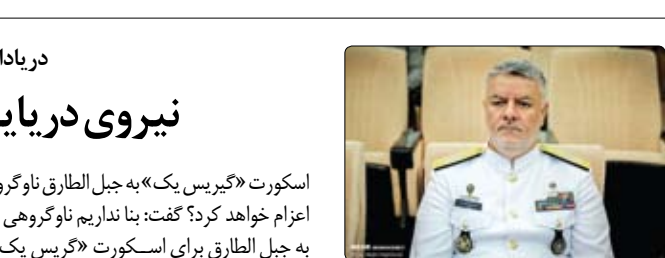 دریادا
نیروی دریای
اسکورت «گیریس یک» به جبل الطارق ناوگرو
اعزام خواهد کرد؟ گفت: بنا نداریم ناوگروهی
به جبل الطارق برای اسـکورت «گریس یک